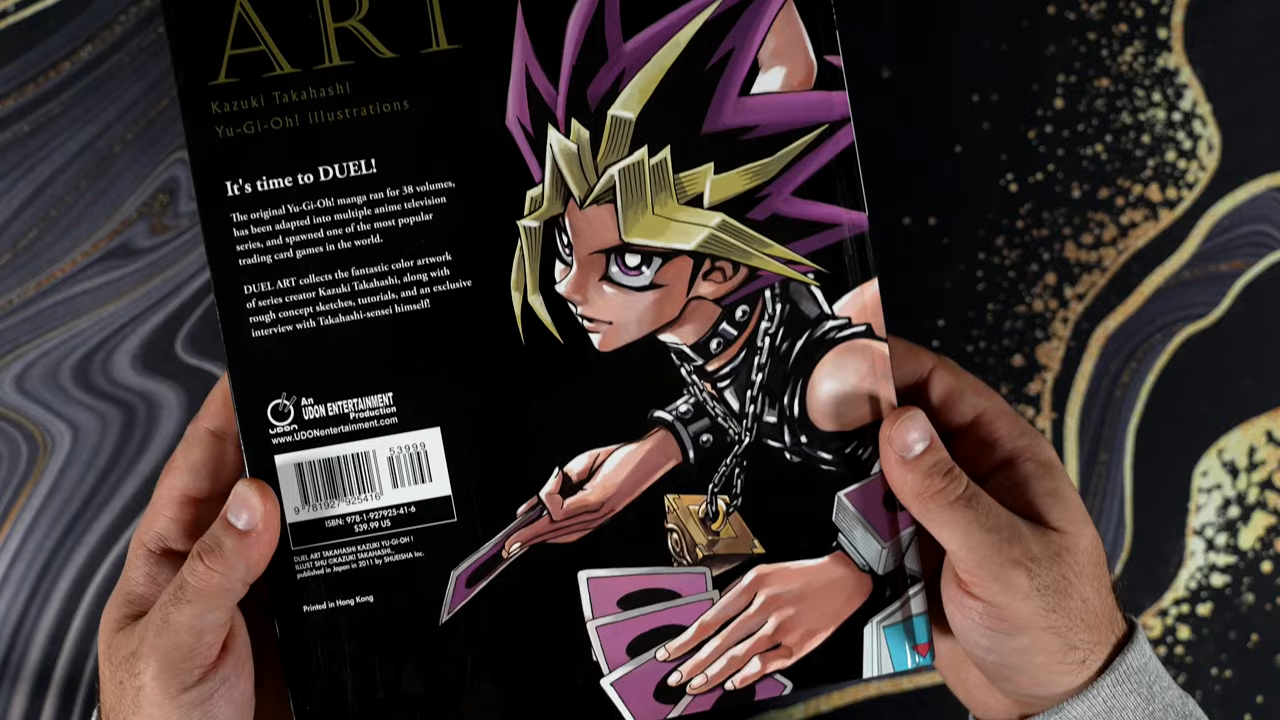 ART
Kazuki Takahashi
Yu-Gi-Oh! Illustrations
It's time to DUEL!
The original Yu-Gi-Oh! manga ran for 38 volumes,
has been adapted into multiple anime television
series, and spawned one of the most popular
trading card games in the world.
DUEL ART collects the fantastic color artwork
of series creator Kazuki Takahashi, along with
rough concept sketches, tutorials, and an exclusive
interview with Takahashi-sensei himself!
An
UDON ENTERTAINMENT
Production
UDON
www.UDONentertainment.com
53999
9 781927 925416
ISBN: 978-1-927925-41-6
$39.99 US
DUEL ART TAKAHASHI KAZUKI YU-GI-OH !
ILLUST SHU ©KAZUKI TAKAHASHI.,
published in Japan in 2011 by SHUEISHA Inc.
Printed in Hong Kong